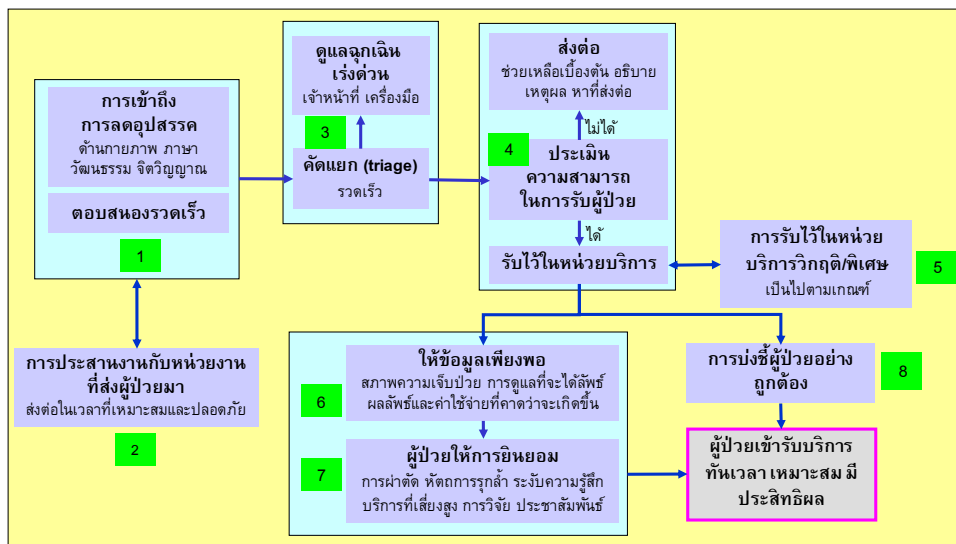 การเข้าถึง
การลดอุปสรรค
ด้านกายภาพ ภาษา
วัฒนธรรม จิตวิญญาณ
ตอบสนองรวดเร็ว
1
การประสานงานกับหน่วยงาน
ที่ส่งผู้ป่วยมา
ส่งต่อในเวลาที่เหมาะสมและปลอดภัย
2
ดูแลฉุกเฉิน
เร่งด่วน
เจ้าหน้าที่ เครื่องมือ
3
คัดแยก (triage)
รวดเร็ว
ส่งต่อ
ช่วยเหลือเบื้องต้น อธิบาย
เหตุผล หาที่ส่งต่อ
ไม่ได้
4
ประเมิน
ความสามารถ
ในการรับผู้ป่วย
ได้
รับไว้ในหน่วยบริการ
การรับไว้ในหน่วย
บริการวิกฤติ/พิเศษ
เป็นไปตามเกณฑ์
5
ให้ข้อมูลเพียงพอ
สภาพความเจ็บป่วย การดูแลที่จะได้ลัพธ์
ผลลัพธ์และค่าใช้จ่ายที่คาดว่าจะเกิดขึ้น
6
ผู้ป่วยให้การยินยอม
การผ่าตัด หัตถการรุกล้ำ ระงับความรู้สึก
บริการที่เสี่ยงสูง การวิจัย ประชาสัมพันธ์
7
การบ่งชี้ผู้ป่วยอย่าง
ถูกต้อง
8
ผู้ป่วยเข้ารับบริการ
ทันเวลา เหมาะสม มี
ประสิทธิผล